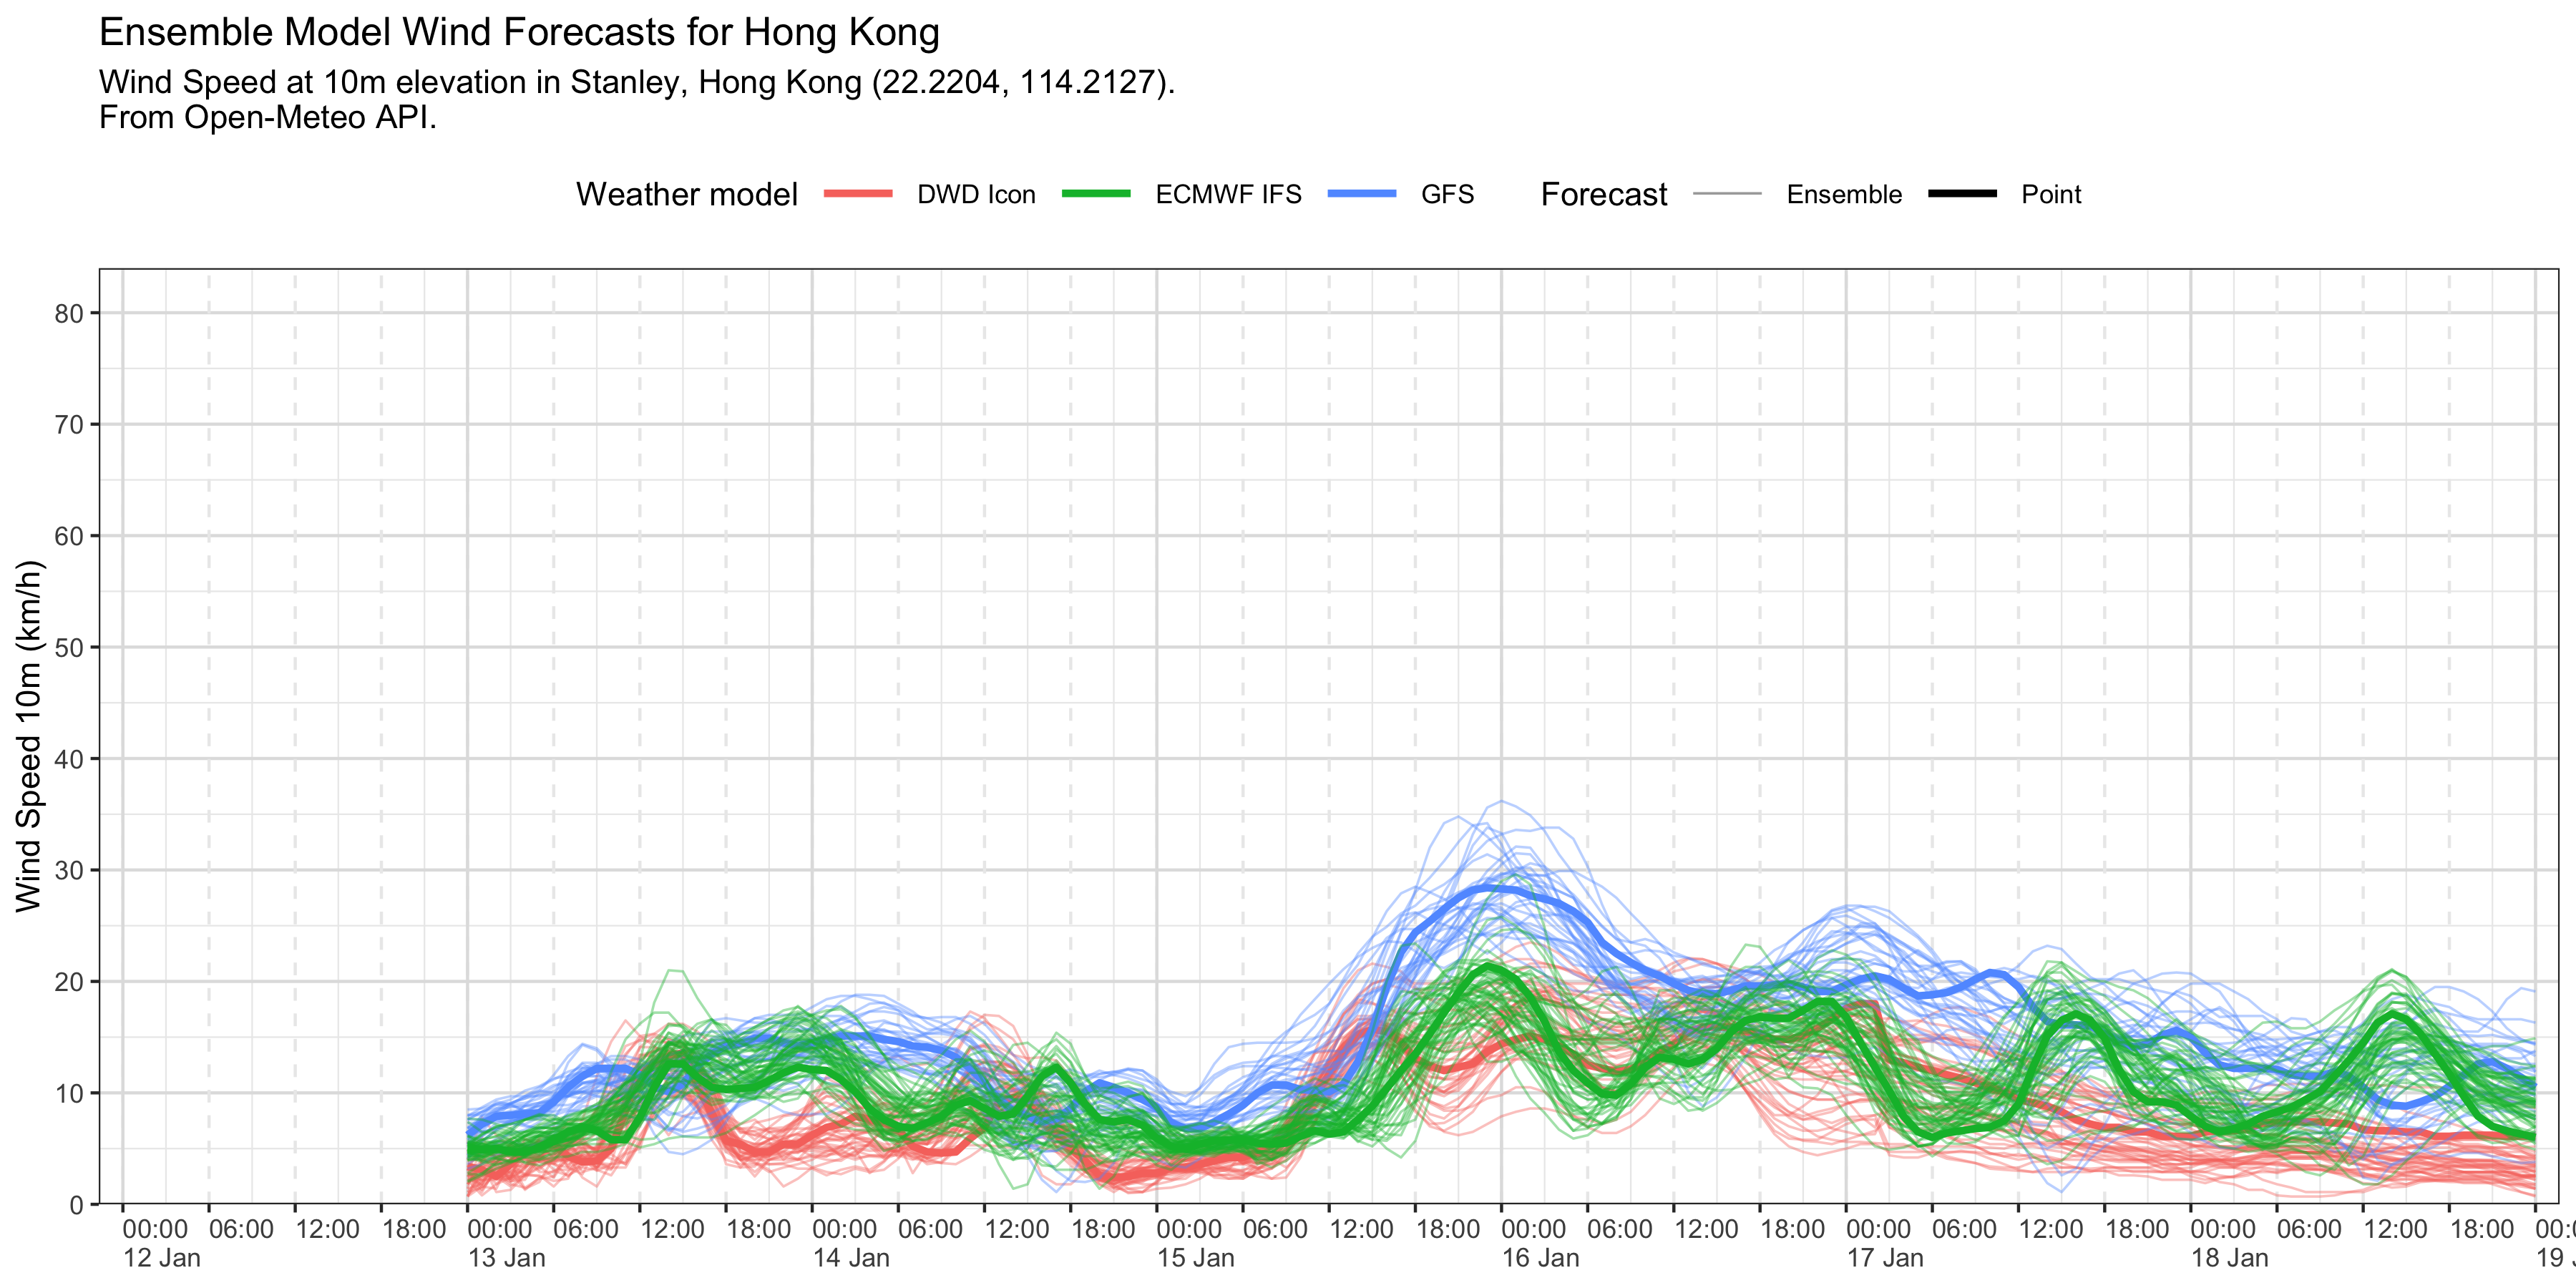 Ensemble Model Wind Forecasts for Hong Kong
Wind Speed at 10m elevation in Stanley, Hong Kong (22.2204, 114.2127).
From Open-Meteo API.
Weather model DWD Icon ECMWF IFS GFS Forecast Ensemble Point
Wind Speed 10m (km/h)
80
70
60
50
40
30
20
10
0
00:00 06:00 12:00 18:00 00:00 06:00 12:00 18:00 00:00 06:00 12:00 18:00 00:00 06:00 12:00 18:00 00:00 06:00 12:00 18:00 00:00 06:00 12:00 18:00 00:00 06:00 12:00 18:00
12 Jan 13 Jan 14 Jan 15 Jan 16 Jan 17 Jan 18 Jan 19